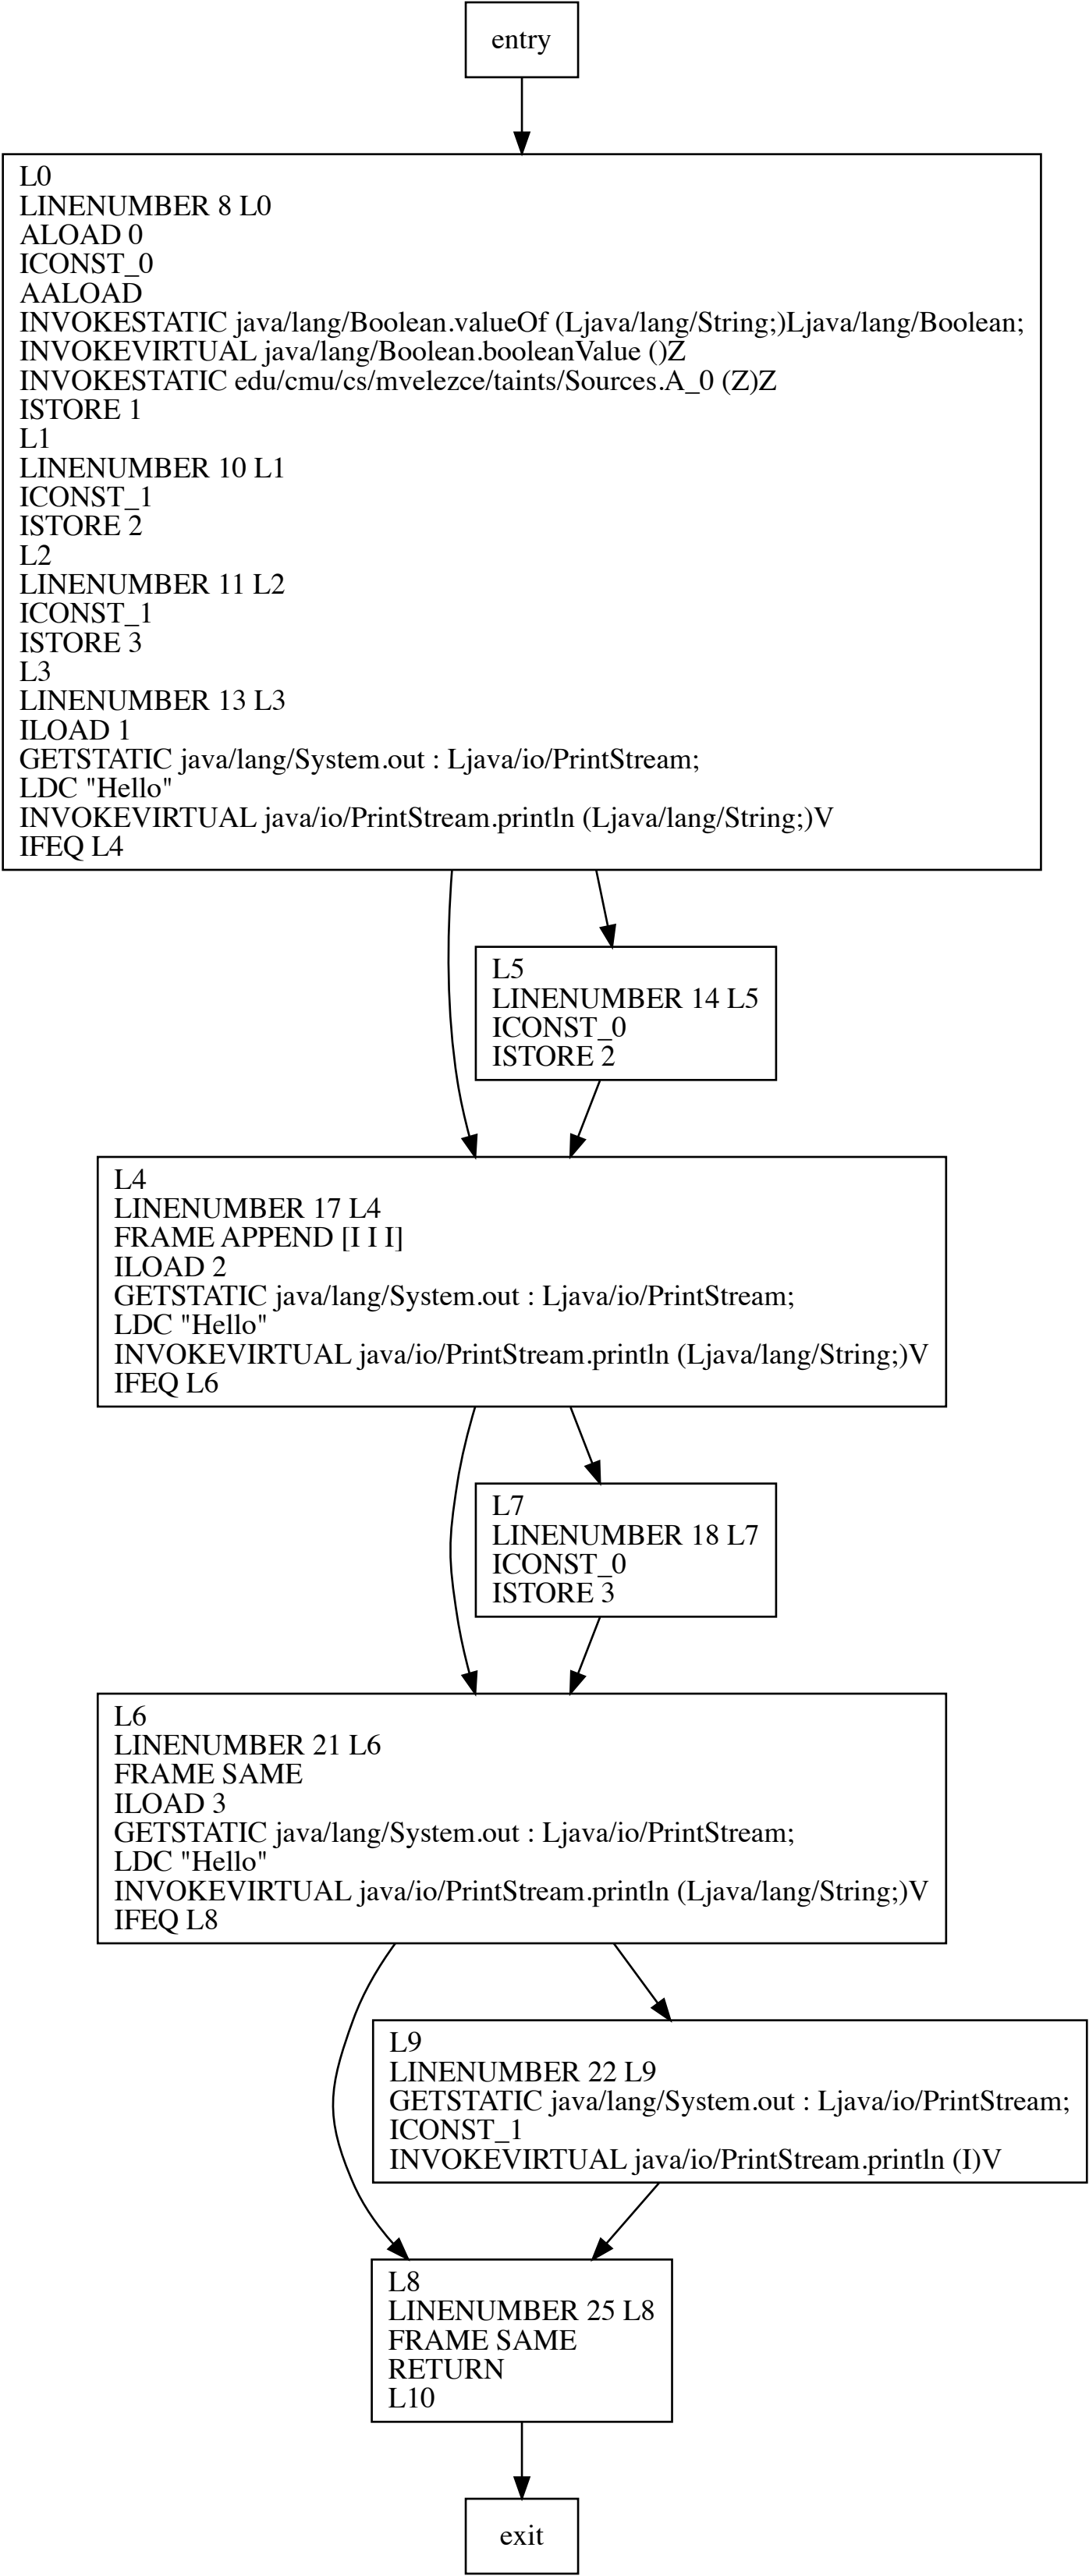 entry
L0
LINENUMBER 8 L0
ALOAD 0
ICONST_0
AALOAD
INVOKESTATIC java/lang/Boolean.valueOf (Ljava/lang/String;)Ljava/lang/Boolean;
INVOKEVIRTUAL java/lang/Boolean.booleanValue ()Z
INVOKESTATIC edu/cmu/cs/mvelezce/taints/Sources.A_0 (Z)Z
ISTORE 1
L1
LINENUMBER 10 L1
ICONST_1
ISTORE 2
L2
LINENUMBER 11 L2
ICONST_1
ISTORE 3
L3
LINENUMBER 13 L3
ILOAD 1
GETSTATIC java/lang/System.out : Ljava/io/PrintStream;
LDC "Hello"
INVOKEVIRTUAL java/io/PrintStream.println (Ljava/lang/String;)V
IFEQ L4
L5
LINENUMBER 14 L5
ICONST_0
ISTORE 2
L4
LINENUMBER 17 L4
FRAME APPEND [I I I]
ILOAD 2
GETSTATIC java/lang/System.out : Ljava/io/PrintStream;
LDC "Hello"
INVOKEVIRTUAL java/io/PrintStream.println (Ljava/lang/String;)V
IFEQ L6
L7
LINENUMBER 18 L7
ICONST_0
ISTORE 3
L6
LINENUMBER 21 L6
FRAME SAME
ILOAD 3
GETSTATIC java/lang/System.out : Ljava/io/PrintStream;
LDC "Hello"
INVOKEVIRTUAL java/io/PrintStream.println (Ljava/lang/String;)V
IFEQ L8
L9
LINENUMBER 22 L9
GETSTATIC java/lang/System.out : Ljava/io/PrintStream;
ICONST_1
INVOKEVIRTUAL java/io/PrintStream.println (I)V
L8
LINENUMBER 25 L8
FRAME SAME
RETURN
L10
exit